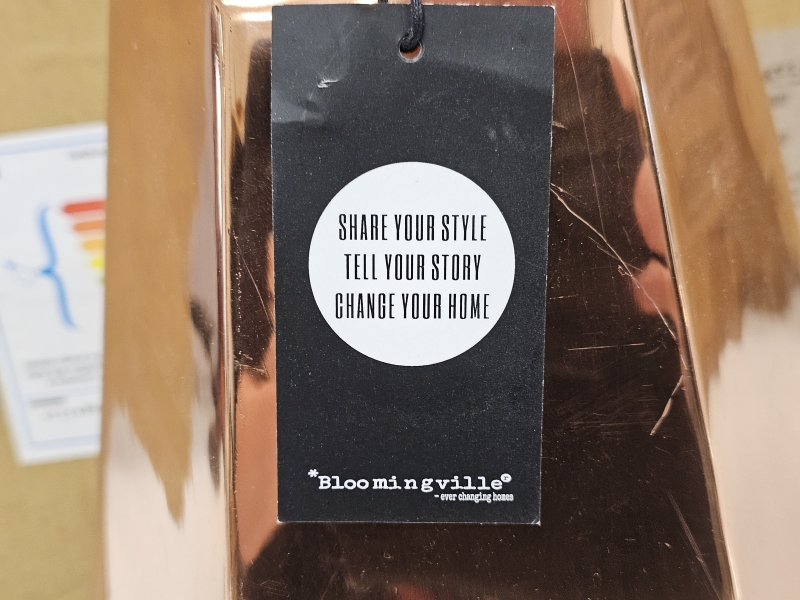 SHARE YOUR STYLE
TELL YOUR STORY
CHANGE YOUR HOME
*Bloomingville®
- ever changing homes